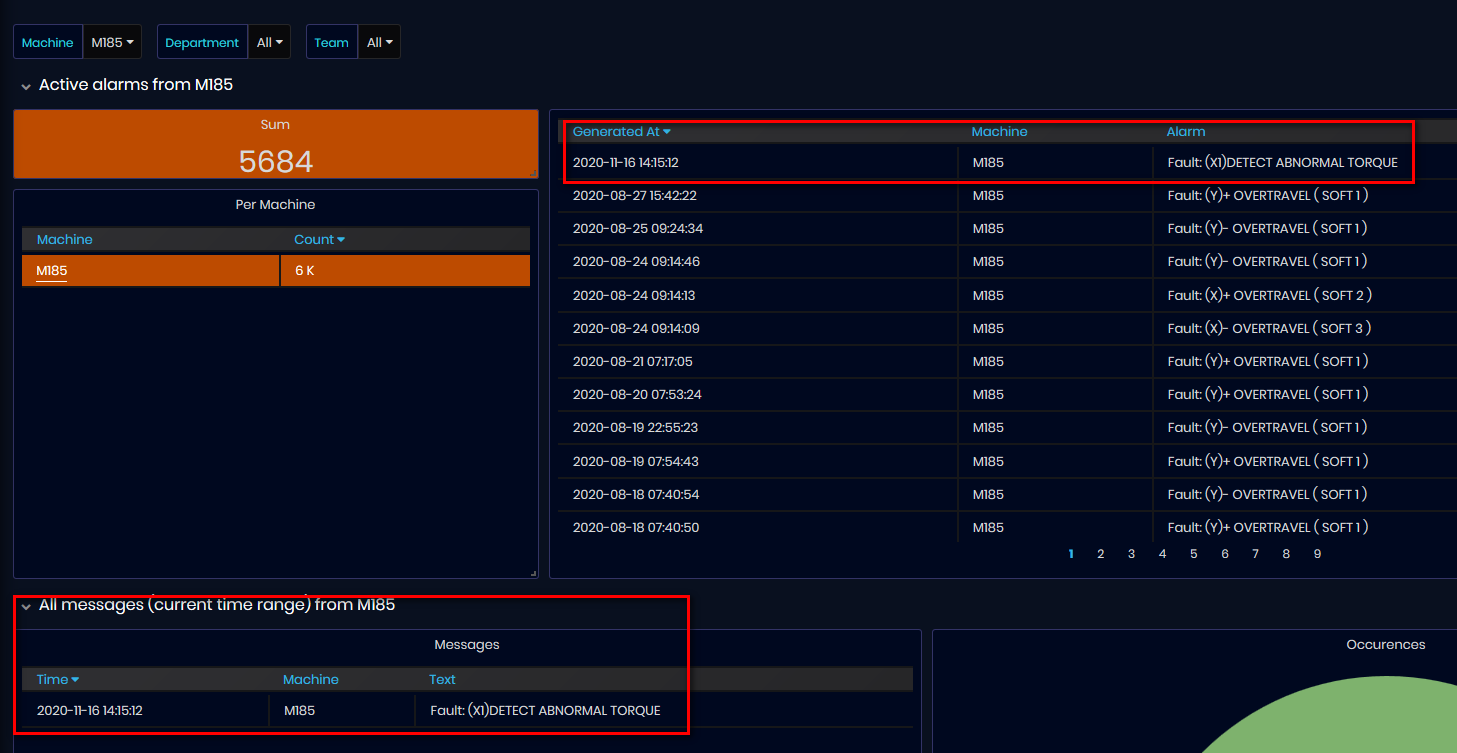 Machine M185 Department All Team All
Active alarms from M185
Sum
5684
Per Machine
Machine Count
M185 6 K
Generated At Machine Alarm
2020-11-16 14:15:12 M185 Fault: (X1)DETECT ABNORMAL TORQUE
2020-08-27 15:42:22 M185 Fault: (Y)+ OVERTRAVEL ( SOFT 1 )
2020-08-25 09:24:34 M185 Fault: (Y)- OVERTRAVEL ( SOFT 1 )
2020-08-24 09:14:46 M185 Fault: (Y)- OVERTRAVEL ( SOFT 1 )
2020-08-24 09:14:13 M185 Fault: (X)+ OVERTRAVEL ( SOFT 2 )
2020-08-24 09:14:09 M185 Fault: (X)- OVERTRAVEL ( SOFT 3 )
2020-08-21 07:17:05 M185 Fault: (Y)+ OVERTRAVEL ( SOFT 1 )
2020-08-20 07:53:24 M185 Fault: (Y)+ OVERTRAVEL ( SOFT 1 )
2020-08-19 22:55:23 M185 Fault: (Y)- OVERTRAVEL ( SOFT 1 )
2020-08-19 07:54:43 M185 Fault: (Y)+ OVERTRAVEL ( SOFT 1 )
2020-08-18 07:40:54 M185 Fault: (Y)- OVERTRAVEL ( SOFT 1 )
2020-08-18 07:40:50 M185 Fault: (Y)+ OVERTRAVEL ( SOFT 1 )
1 2 3 4 5 6 7 8 9
All messages (current time range) from M185
Messages
Time Machine Text
2020-11-16 14:15:12 M185 Fault: (X1)DETECT ABNORMAL TORQUE
Occurences